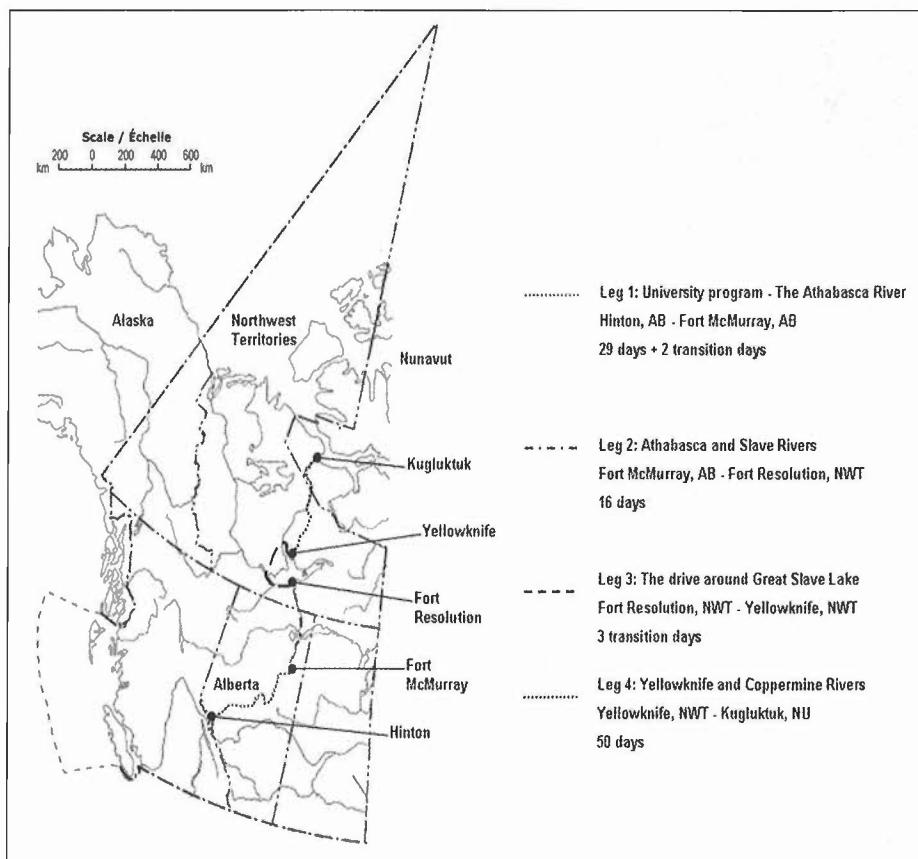 Scale / Échelle
200 0 200 400 600
km km
Alaska
Northwest
Territories
Nunavut
Kugluktuk
Yellowknife
Fort
Resolution
Fort
McMurray
Alberta
Hinton
Leg 1: University program - The Athabasca River
Hinton, AB - Fort McMurray, AB
29 days + 2 transition days
Leg 2: Athabasca and Slave Rivers
Fort McMurray, AB - Fort Resolution, NWT
16 days
Leg 3: The drive around Great Slave Lake
Fort Resolution, NWT - Yellowknife, NWT
3 transition days
Leg 4: Yellowknife and Coppermine Rivers
Yellowknife, NWT - Kugluktuk, NU
50 days